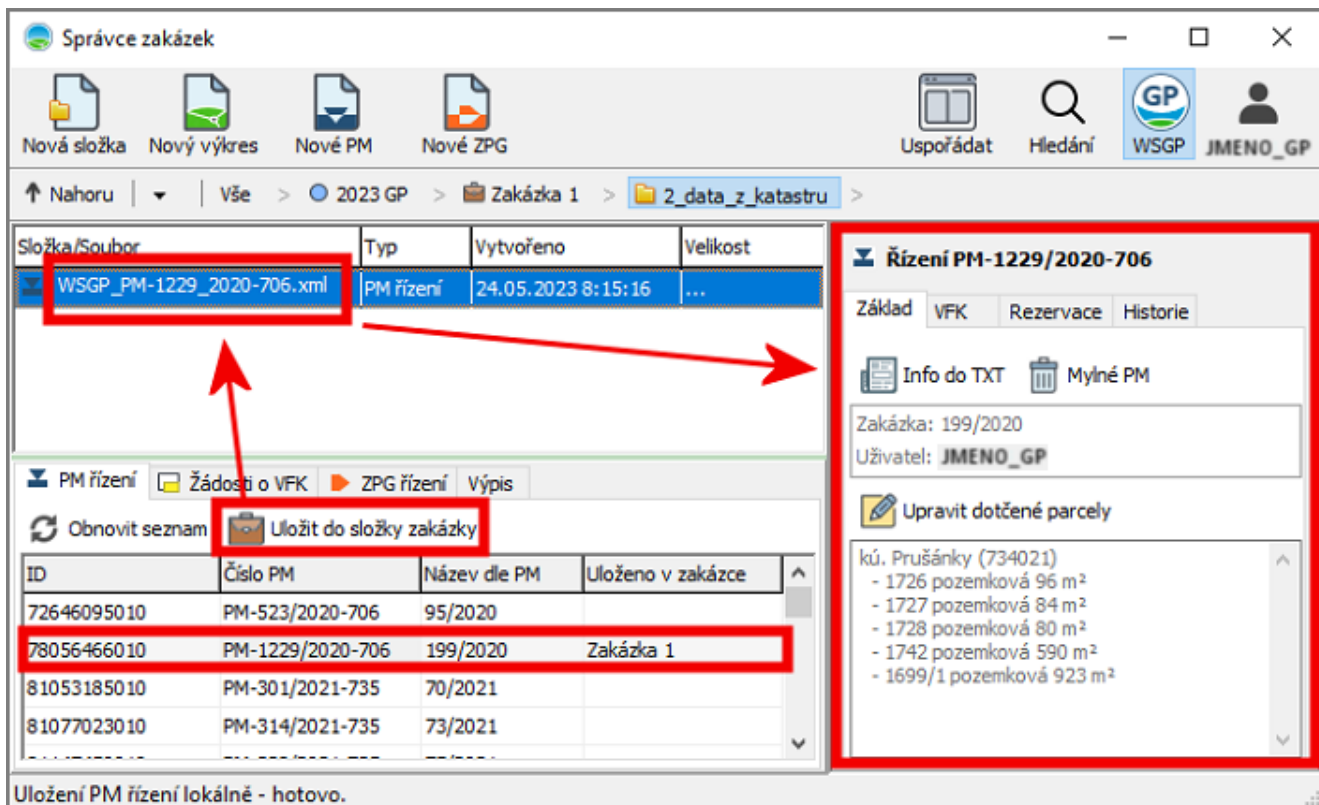 Správce zakázek
Nová složka Nový výkres Nové PM Nové ZPG Uspořádat Hledání GP WSGP JMENO_GP
Nahoru Vše > 2023 GP > Zakázka 1 > 2_data_z_katastru >
Složka/Soubor Typ Vytvořeno Velikost
WSGP_PM-1229_2020-706.xml PM řízení 24.05.2023 8:15:16 ...
PM řízení Žádosti o VFK ZPG řízení Výpis
Obnovit seznam Uložit do složky zakázky
ID Číslo PM Název dle PM Uloženo v zakázce
72646095010 PM-523/2020-706 95/2020
78056466010 PM-1229/2020-706 199/2020 Zakázka 1
81053185010 PM-301/2021-735 70/2021
81077023010 PM-314/2021-735 73/2021
Řízení PM-1229/2020-706
Základ VFK Rezervace Historie
Info do TXT Mylné PM
Zakázka: 199/2020
Uživatel: JMENO_GP
Upravit dotčené parcely
kú. Prušánky (734021)
- 1726 pozemková 96 m²
- 1727 pozemková 84 m²
- 1728 pozemková 80 m²
- 1742 pozemková 590 m²
- 1699/1 pozemková 923 m²
Uložení PM řízení lokálně - hotovo.